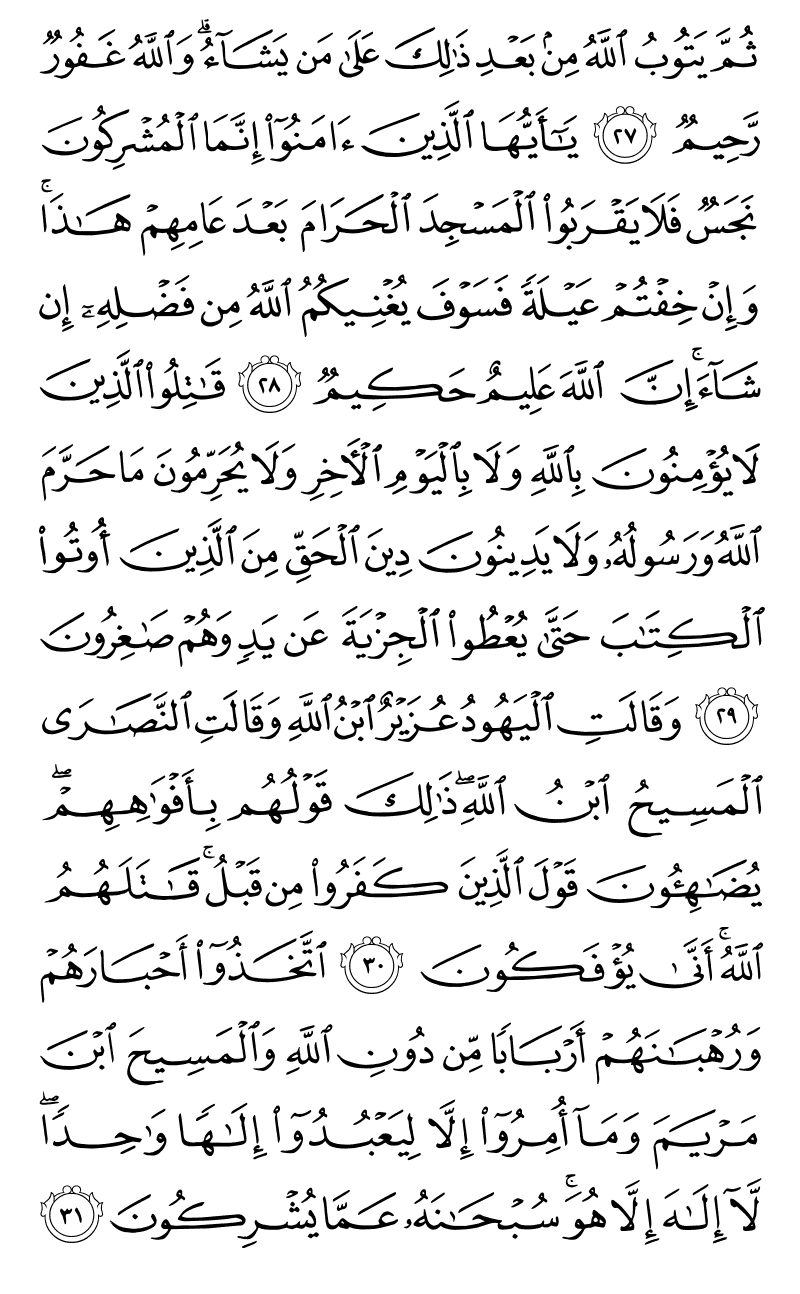 ثُمَّ يَتُوبُ ٱللَّهُ مِنۢ بَعْدِ ذَٰلِكَ عَلَىٰ مَن يَشَآءُۗ وَٱللَّهُ غَفُورٌ
رَّحِيمٌ ٢٧ يَٰٓأَيُّهَا ٱلَّذِينَ ءَامَنُوٓا۟ إِنَّمَا ٱلْمُشْرِكُونَ
نَجَسٌ فَلَا يَقْرَبُوا۟ ٱلْمَسْجِدَ ٱلْحَرَامَ بَعْدَ عَامِهِمْ هَٰذَاۚ
وَإِنْ خِفْتُمْ عَيْلَةً فَسَوْفَ يُغْنِيكُمُ ٱللَّهُ مِن فَضْلِهِۦٓ إِن
شَآءَۚ إِنَّ ٱللَّهَ عَلِيمٌ حَكِيمٌ ٢٨ قَٰتِلُوا۟ ٱلَّذِينَ
لَا يُؤْمِنُونَ بِٱللَّهِ وَلَا بِٱلْيَوْمِ ٱلْأَخِرِ وَلَا يُحَرِّمُونَ مَا حَرَّمَ
ٱللَّهُ وَرَسُولُهُۥ وَلَا يَدِينُونَ دِينَ ٱلْحَقِّ مِنَ ٱلَّذِينَ أُوتُوا۟
ٱلْكِتَٰبَ حَتَّىٰ يُعْطُوا۟ ٱلْجِزْيَةَ عَن يَدٍ وَهُمْ صَٰغِرُونَ
٢٩ وَقَالَتِ ٱلْيَهُودُ عُزَيْرٌ ٱبْنُ ٱللَّهِ وَقَالَتِ ٱلنَّصَٰرَى
ٱلْمَسِيحُ ٱبْنُ ٱللَّهِۖ ذَٰلِكَ قَوْلُهُم بِأَفْوَٰهِهِمْۖ
يُضَٰهِـُٔونَ قَوْلَ ٱلَّذِينَ كَفَرُوا۟ مِن قَبْلُۚ قَٰتَلَهُمُ
ٱللَّهُۚ أَنَّىٰ يُؤْفَكُونَ ٣٠ ٱتَّخَذُوٓا۟ أَحْبَارَهُمْ
وَرُهْبَٰنَهُمْ أَرْبَابًا مِّن دُونِ ٱللَّهِ وَٱلْمَسِيحَ ٱبْنَ
مَرْيَمَ وَمَآ أُمِرُوٓا۟ إِلَّا لِيَعْبُدُوٓا۟ إِلَٰهًا وَٰحِدًاۖ
لَّآ إِلَٰهَ إِلَّا هُوَۚ سُبْحَٰنَهُۥ عَمَّا يُشْرِكُونَ ٣١